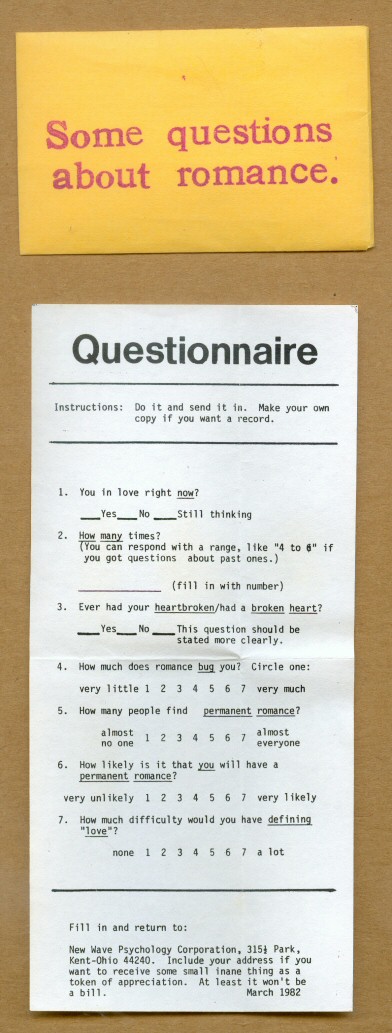 Some questions
about romance.
Questionnaire
Instructions: Do it and send it in. Make your own
copy if you want a record.
1. You in love right now?
___Yes___No ___Still thinking
2. How many times?
(You can respond with a range, like "4 to 6" if
you got questions about past ones.)
______________ (fill in with number)
3. Ever had your heartbroken/had a broken heart?
___Yes___No ___This question should be
stated more clearly.
4. How much does romance bug you? Circle one:
very little 1 2 3 4 5 6 7 very much
5. How many people find permanent romance?
almost no one 1 2 3 4 5 6 7 almost everyone
6. How likely is it that you will have a
permanent romance?
very unlikely 1 2 3 4 5 6 7 very likely
7. How much difficulty would you have defining
"love"?
none 1 2 3 4 5 6 7 a lot
Fill in and return to:
New Wave Psychology Corporation, 315½ Park,
Kent-Ohio 44240. Include your address if you
want to receive some small inane thing as a
token of appreciation. At least it won't be
a bill. March 1982